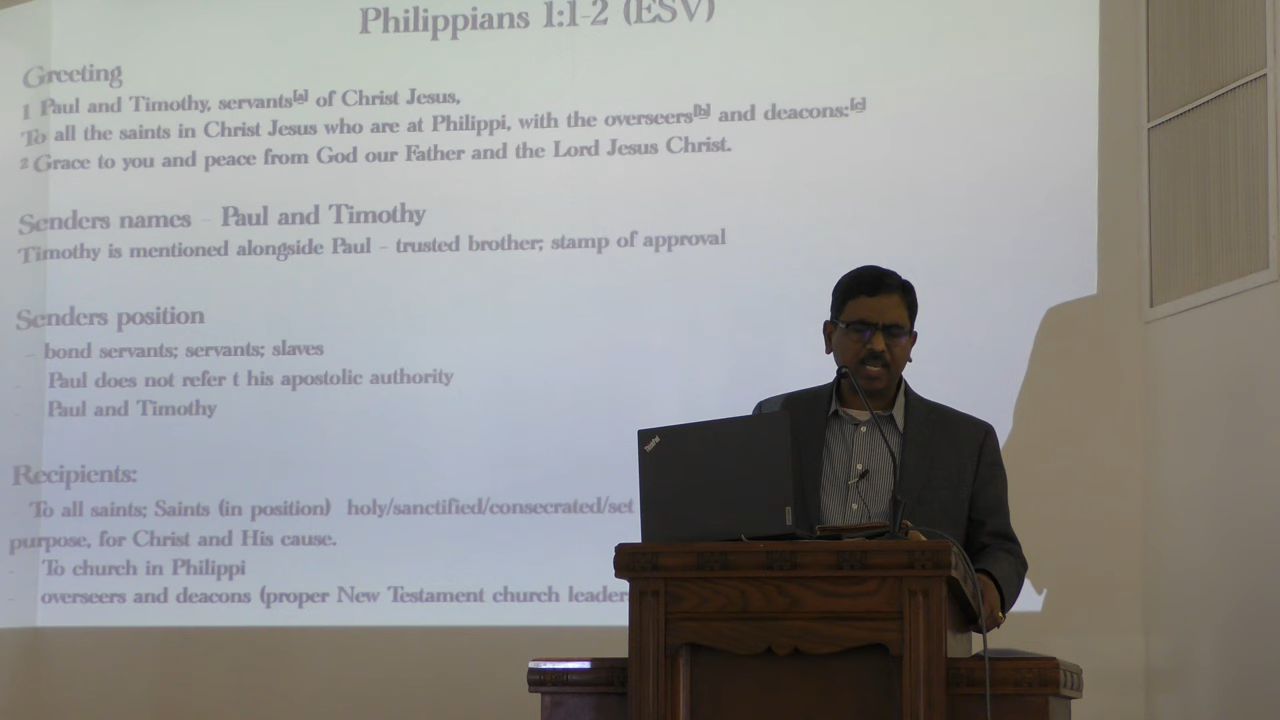 Philippians 1:1-2 (ESV)
Greeting
1 Paul and Timothy, servants[a] of Christ Jesus,
To all the saints in Christ Jesus who are at Philippi, with the overseers[b] and deacons:[c]
2 Grace to you and peace from God our Father and the Lord Jesus Christ.
Senders names - Paul and Timothy
Timothy is mentioned alongside Paul - trusted brother; stamp of approval
Senders position
- bond servants; servants; slaves
- Paul does not refer t his apostolic authority
- Paul and Timothy
Recipients:
- To all saints; Saints (in position) holy/sanctified/consecrated/set
purpose, for Christ and His cause.
- To church in Philippi
- overseers and deacons (proper New Testament church leader
ThinkPad